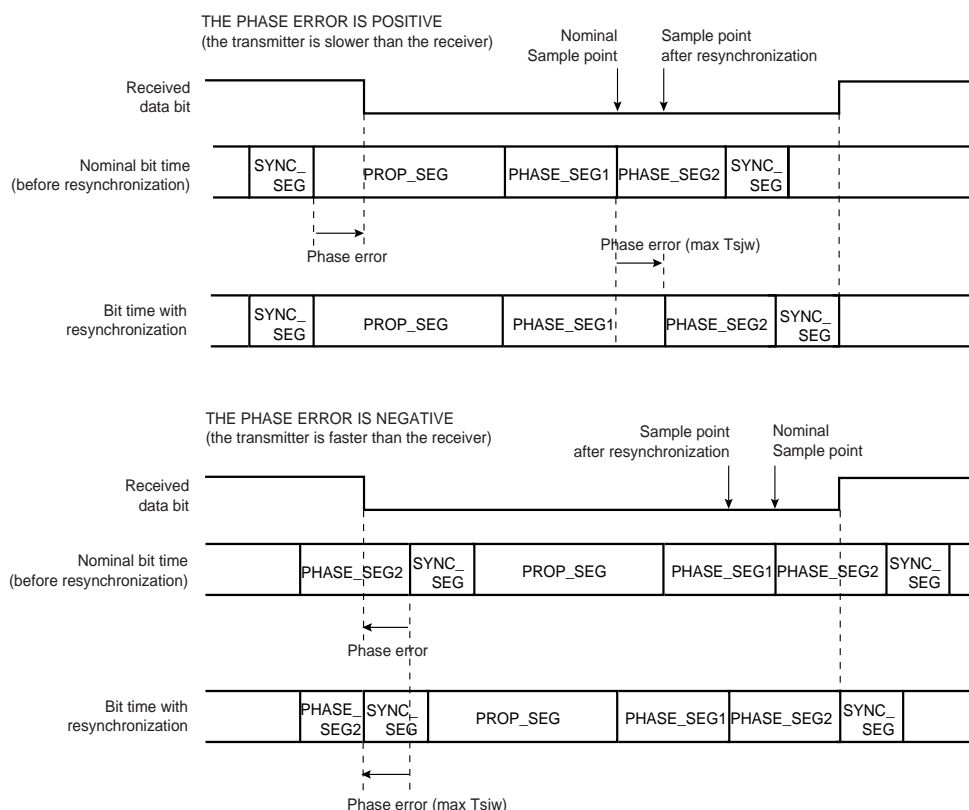 THE PHASE ERROR IS POSITIVE
(the transmitter is slower than the receiver)
Nominal
Sample point
Sample point
after resynchronization
Received
data bit
Nominal bit time
(before resynchronization)
SYNC_
SEG
PROP_SEG
PHASE_SEG1
PHASE_SEG2
SYNC_
SEG
Phase error
Phase error (max Tsjw)
Bit time with
resynchronization
SYNC_
SEG
PROP_SEG
PHASE_SEG1
PHASE_SEG2
SYNC_
SEG
THE PHASE ERROR IS NEGATIVE
(the transmitter is faster than the receiver)
Sample point
after resynchronization
Nominal
Sample point
Received
data bit
Nominal bit time
(before resynchronization)
PHASE_SEG2
SYNC_
SEG
PROP_SEG
PHASE_SEG1
PHASE_SEG2
SYNC_
SEG
Phase error
Bit time with
resynchronization
PHASE_
SEG2
SYNC_
SEG
PROP_SEG
PHASE_SEG1
PHASE_SEG2
SYNC_
SEG
Phase error (max Tsjw)